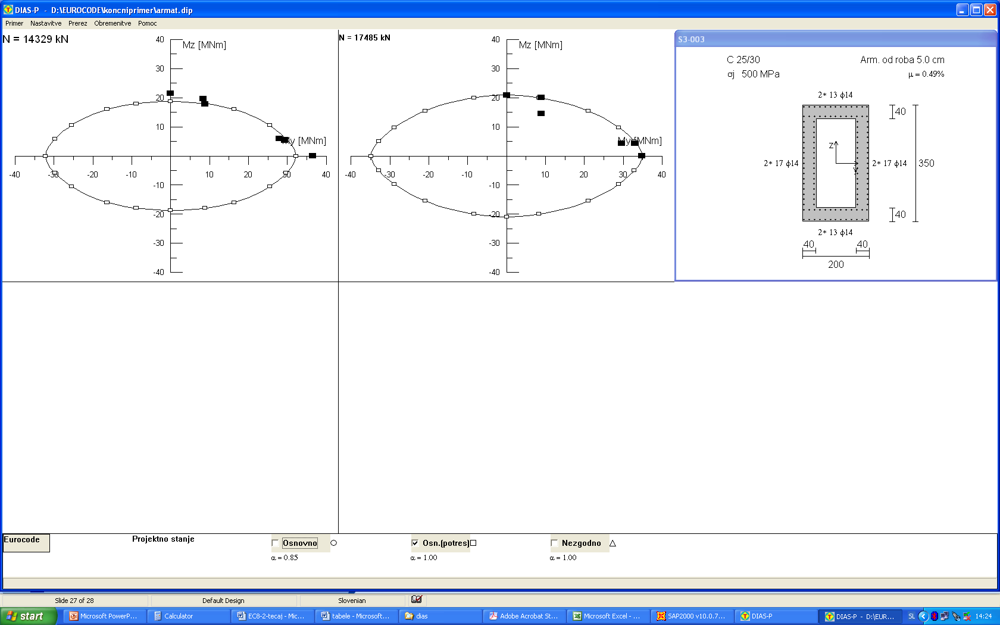 DIAS-P - D:\EUROCODE\koncniprimer\armat.dip
Primer Nastavitve Prerez Obremenitve Pomoc
N = 14329 kN
40
Mz [MNm]
30
20
10
My [MNm]
-40 -30 -20 -10 10 20 30 40
-10
-20
-30
-40
N = 17485 kN
40
Mz [MNm]
30
20
10
My [MNm]
-40 -30 -20 -10 10 20 30 40
-10
-20
-30
-40
S3-003
C 25/30 Arm. od roba 5.0 cm
σj 500 MPa μ = 0.49%
2* 13 ϕ14
40
z
2* 17 ϕ14 2* 17 ϕ14 350
y
40
2* 13 ϕ14
40 40
200
Eurocode Projektno stanje Osnovno Osn.(potres) Nezgodno
α = 0.85 α = 1.00 α = 1.00
Slide 27 of 28 Default Design Slovenian
start Microsoft PowerP... Calculator EC8-2-tecaj - Mic... tabele - Microsoft... dias Adobe Acrobat St... Microsoft Excel - ... SAP2000 v10.0.7... DIAS-P DIAS-P - D:\EUR... SL 14:24